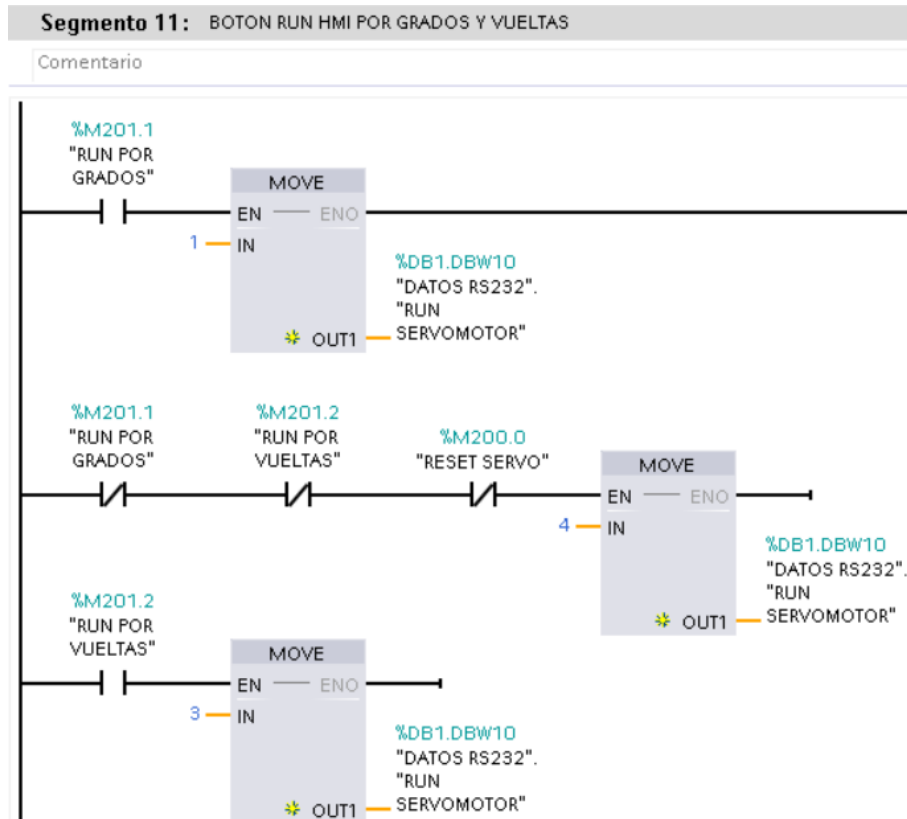 Segmento 11: BOTON RUN HMI POR GRADOS Y VUELTAS
Comentario
%M201.1
"RUN POR
GRADOS"
MOVE
EN ENO
1 IN
%DB1.DBW10
"DATOS RS232".
"RUN
SERVOMOTOR"
OUT1
%M201.1
"RUN POR
GRADOS"
%M201.2
"RUN POR
VUELTAS"
%M200.0
"RESET SERVO"
MOVE
EN ENO
4 IN
%DB1.DBW10
"DATOS RS232".
"RUN
SERVOMOTOR"
OUT1
%M201.2
"RUN POR
VUELTAS"
MOVE
EN ENO
3 IN
%DB1.DBW10
"DATOS RS232".
"RUN
SERVOMOTOR"
OUT1